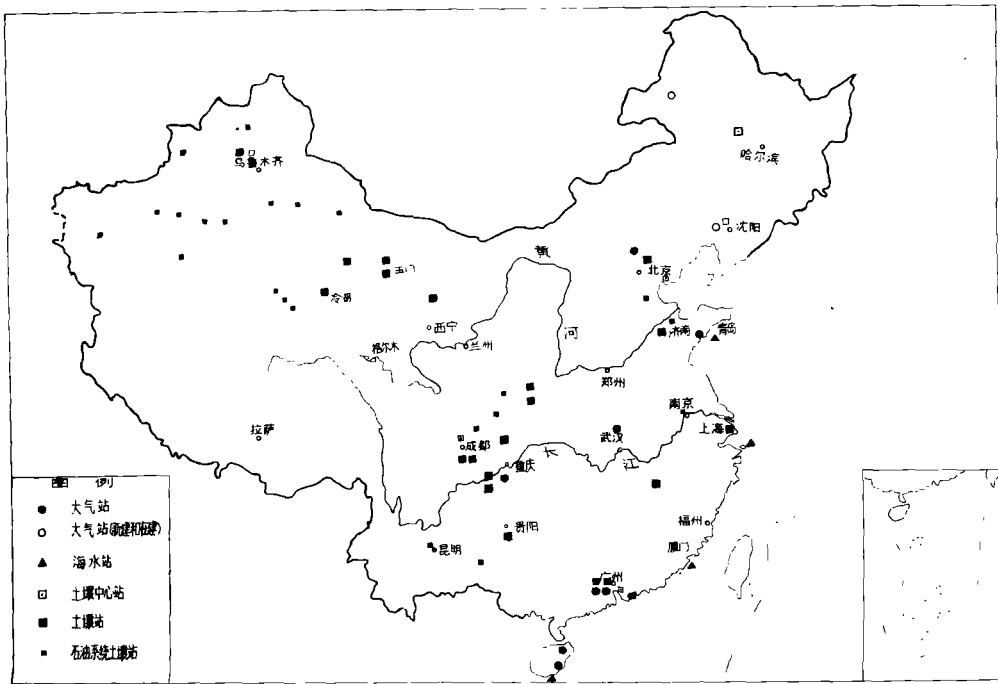 乌鲁木齐
哈尔滨
沈阳
北京
玉门
冷湖
西宁
兰州
格尔木
黄
河
济南
青岛
郑州
拉萨
成都
重庆
长
江
武汉
南京
上海
贵阳
昆明
福州
厦门
广州
图 例
大气站
大气站(新建和在建)
海水站
土壤中心站
土壤站
石油系统土壤站